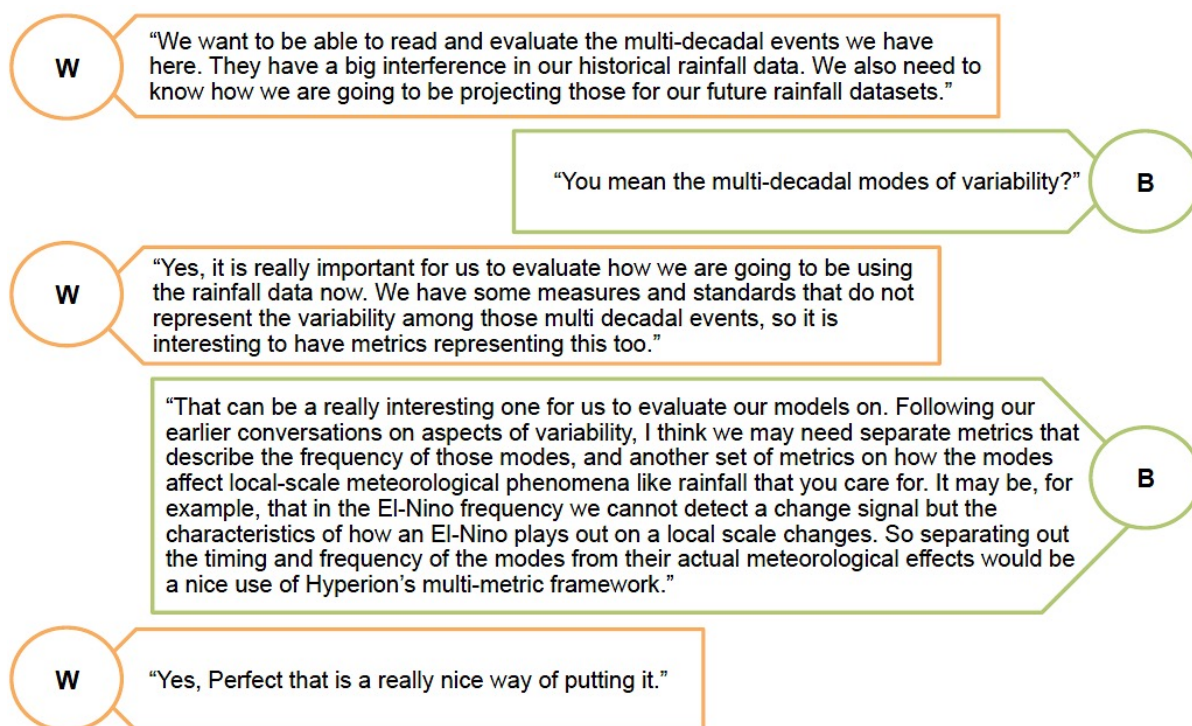 W
“We want to be able to read and evaluate the multi-decadal events we have
here. They have a big interference in our historical rainfall data. We also need to
know how we are going to be projecting those for our future rainfall datasets.”
“You mean the multi-decadal modes of variability?”
B
W
“Yes, it is really important for us to evaluate how we are going to be using
the rainfall data now. We have some measures and standards that do not
represent the variability among those multi decadal events, so it is
interesting to have metrics representing this too.”
“That can be a really interesting one for us to evaluate our models on. Following our
earlier conversations on aspects of variability, I think we may need separate metrics that
describe the frequency of those modes, and another set of metrics on how the modes
affect local-scale meteorological phenomena like rainfall that you care for. It may be, for
example, that in the El-Nino frequency we cannot detect a change signal but the
characteristics of how an El-Nino plays out on a local scale changes. So separating out
the timing and frequency of the modes from their actual meteorological effects would be
a nice use of Hyperion’s multi-metric framework.”
B
W
“Yes, Perfect that is a really nice way of putting it.”